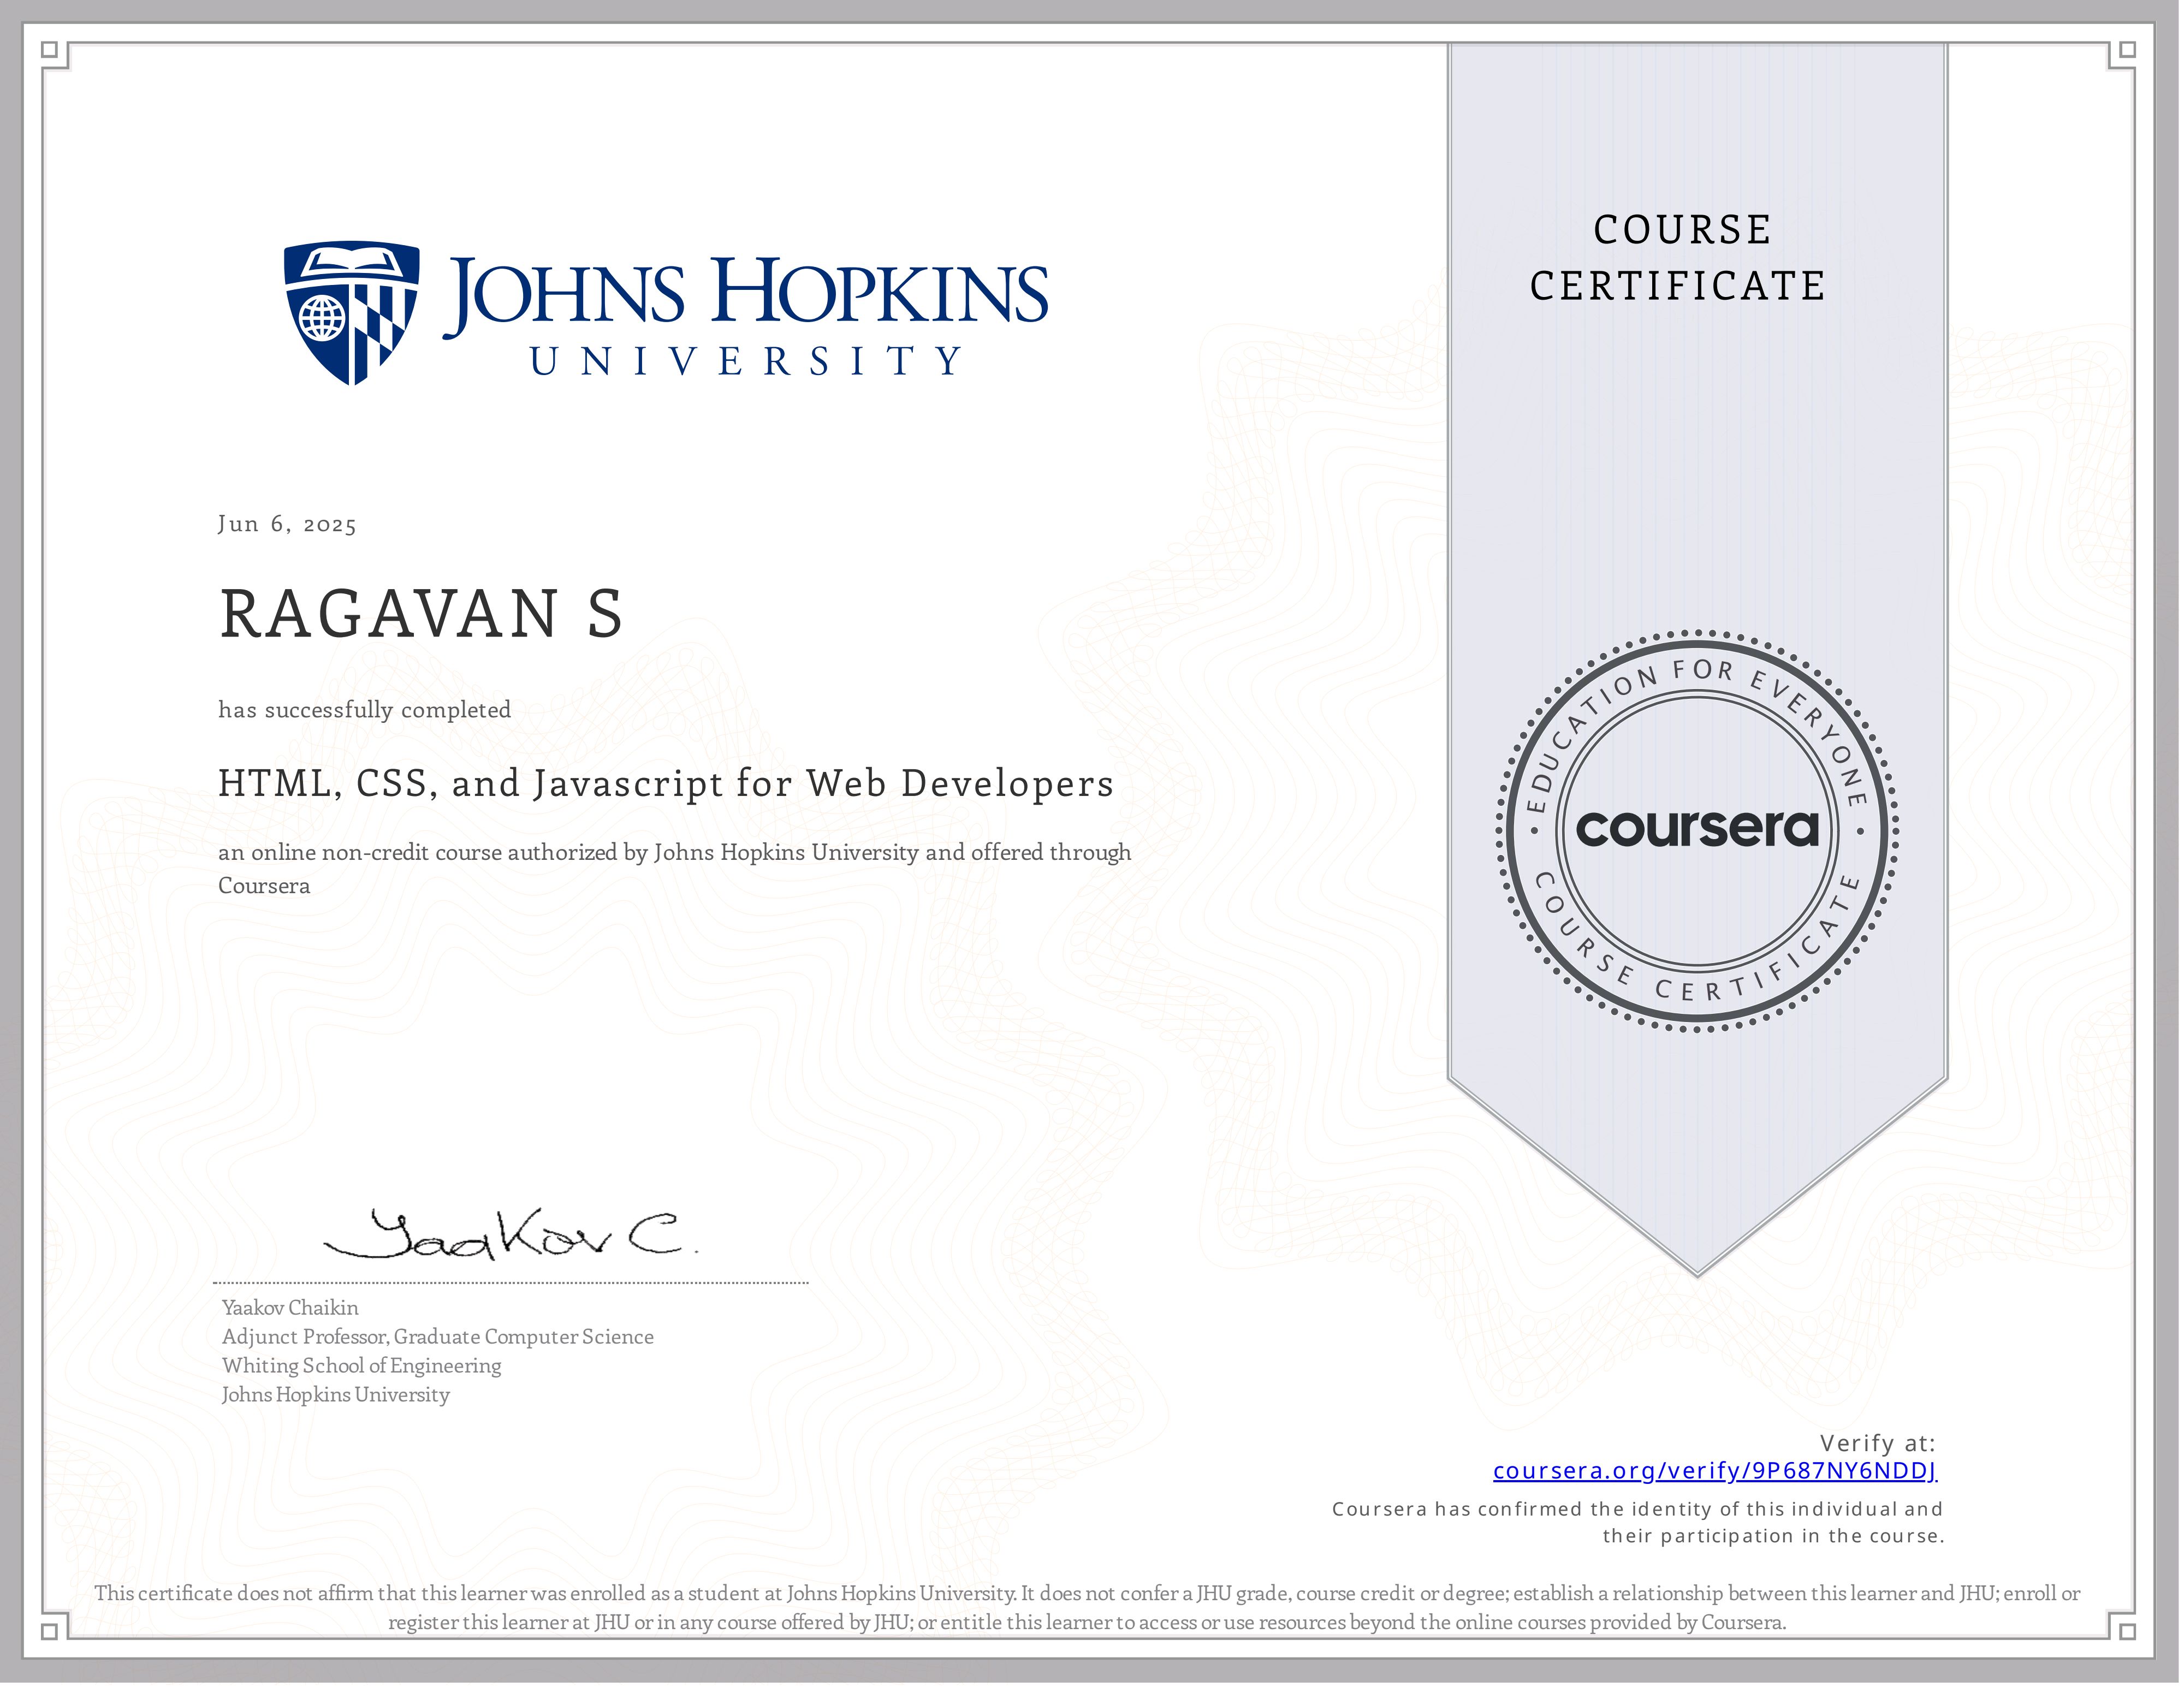 JOHNS HOPKINS
UNIVERSITY
COURSE
CERTIFICATE
Jun 6, 2025
RAGAVAN S
has successfully completed
HTML, CSS, and Javascript for Web Developers
an online non-credit course authorized by Johns Hopkins University and offered through
Coursera
EDUCATION FOR EVERYONE
coursera
COURSE CERTIFICATE
Yaakov C.
Yaakov Chaikin
Adjunct Professor, Graduate Computer Science
Whiting School of Engineering
Johns Hopkins University
Verify at:
coursera.org/verify/9P687NY6NDDJ
Coursera has confirmed the identity of this individual and
their participation in the course.
This certificate does not affirm that this learner was enrolled as a student at Johns Hopkins University. It does not confer a JHU grade, course credit or degree; establish a relationship between this learner and JHU; enroll or
register this learner at JHU or in any course offered by JHU; or entitle this learner to access or use resources beyond the online courses provided by Coursera.